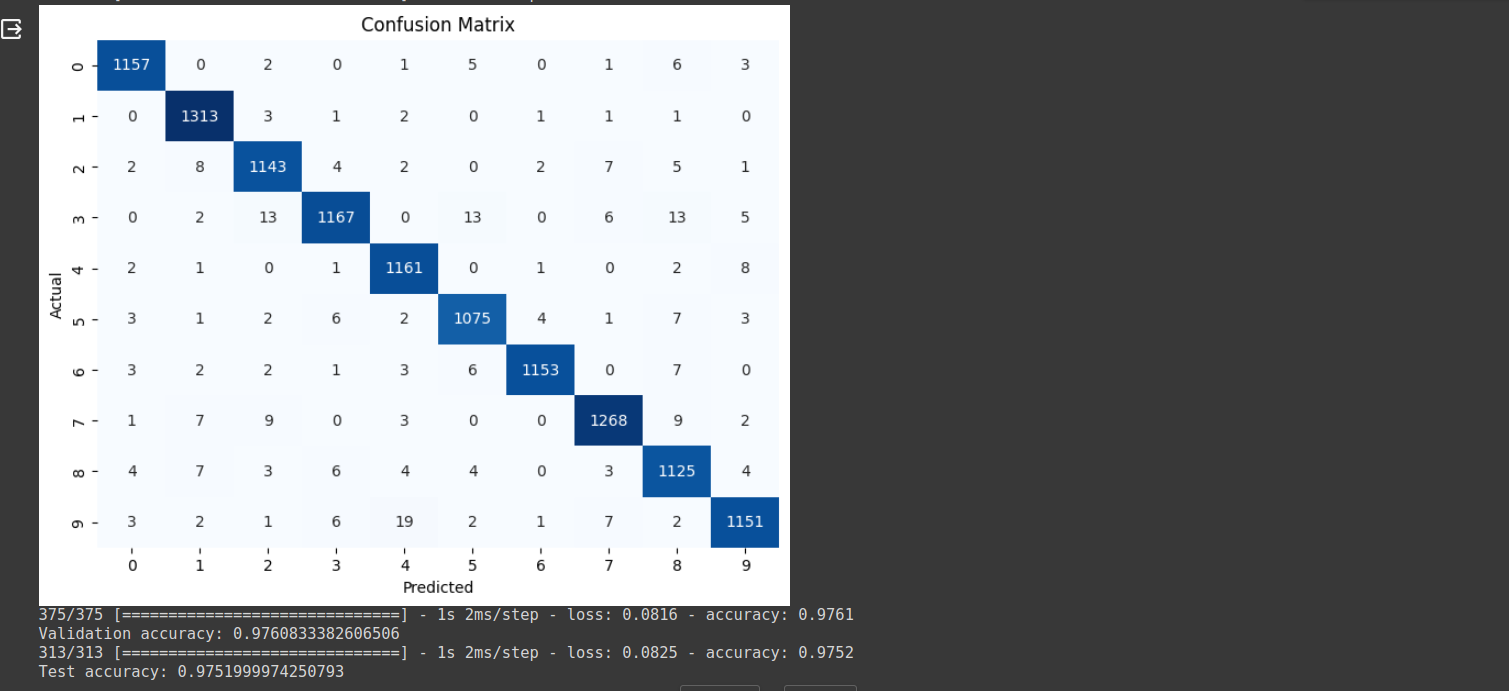 Confusion Matrix
0 1157 0 2 0 1 5 0 1 6 3
1 0 1313 3 1 2 0 1 1 1 0
2 2 8 1143 4 2 0 2 7 5 1
3 0 2 13 1167 0 13 0 6 13 5
4 2 1 0 1 1161 0 1 0 2 8
Actual
5 3 1 2 6 2 1075 4 1 7 3
6 3 2 2 1 3 6 1153 0 7 0
7 1 7 9 0 3 0 0 1268 9 2
8 4 7 3 6 4 4 0 3 1125 4
9 3 2 1 6 19 2 1 7 2 1151
0 1 2 3 4 5 6 7 8 9
Predicted
375/375 [==============================] - 1s 2ms/step - loss: 0.0816 - accuracy: 0.9761
Validation accuracy: 0.9760833382606506
313/313 [==============================] - 1s 2ms/step - loss: 0.0825 - accuracy: 0.9752
Test accuracy: 0.9751999974250793